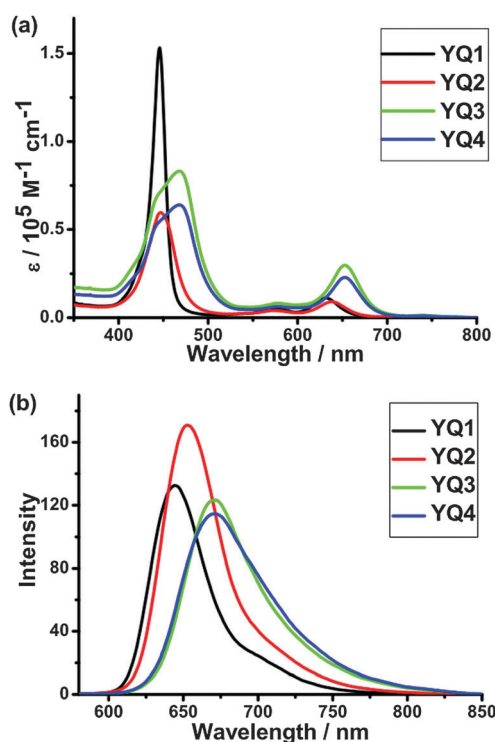 (a)
YQ1
YQ2
YQ3
YQ4
ε / 10⁵ M⁻¹ cm⁻¹
1.5
1.0
0.5
0.0
400 500 600 700 800
Wavelength / nm
(b)
YQ1
YQ2
YQ3
YQ4
Intensity
160
120
80
40
0
600 650 700 750 800 850
Wavelength / nm